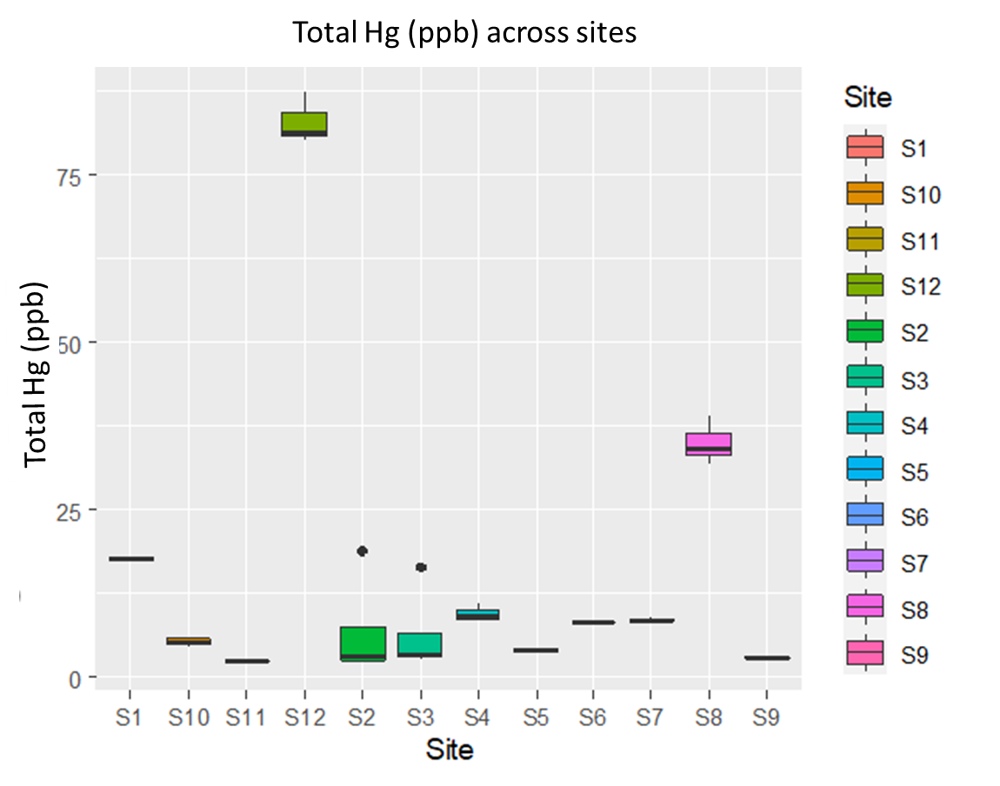 Total Hg (ppb) across sites
Total Hg (ppb)
75
50
25
0
S1 S10 S11 S12 S2 S3 S4 S5 S6 S7 S8 S9
Site
Site
S1
S10
S11
S12
S2
S3
S4
S5
S6
S7
S8
S9